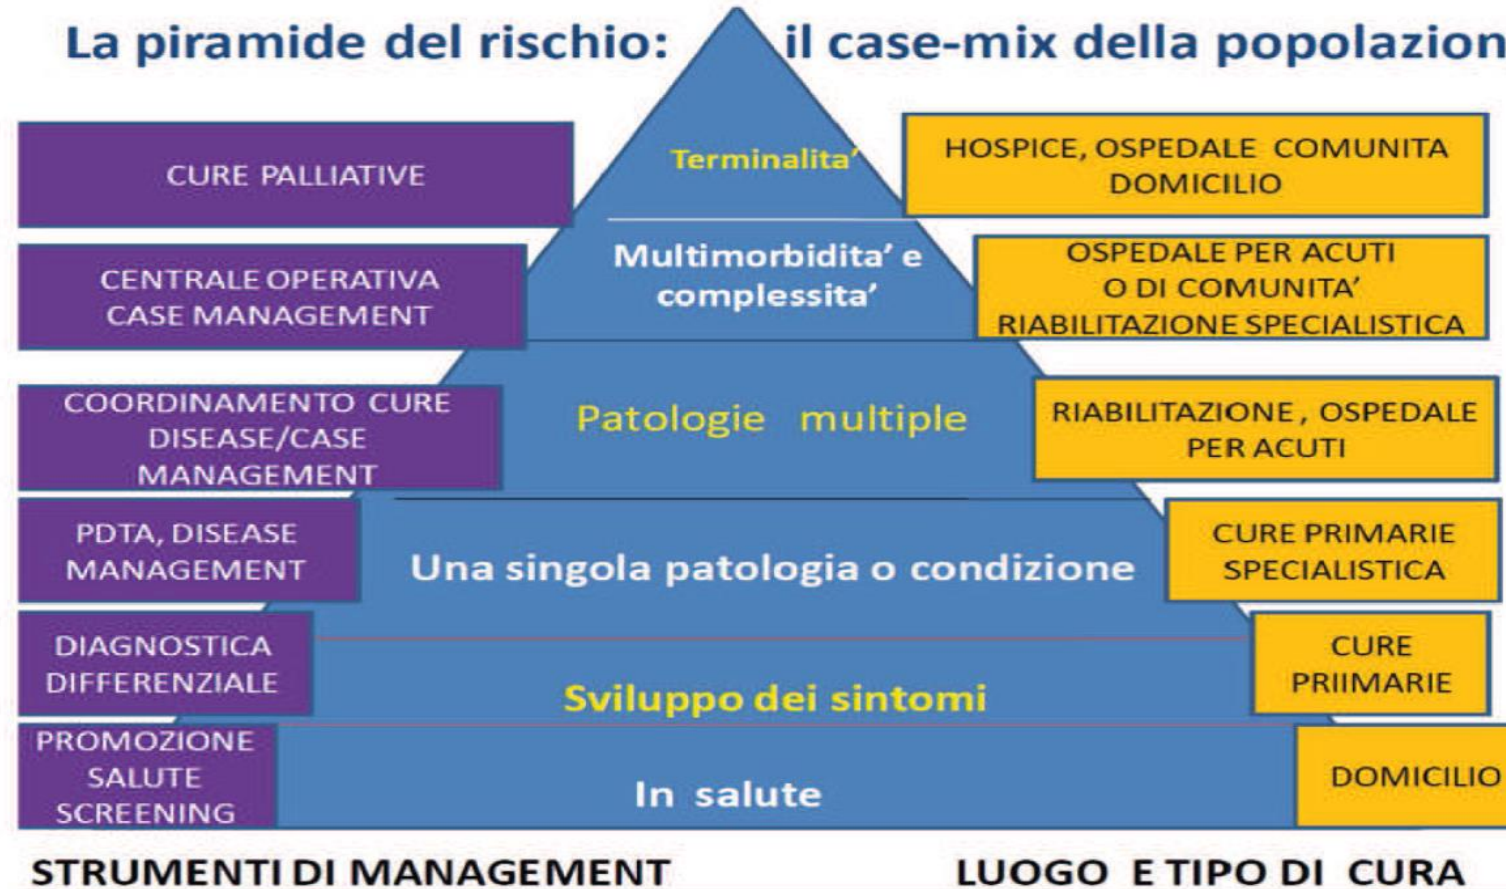 La piramide del rischio: il case-mix della popolazion
CURE PALLIATIVE
Terminalita’
HOSPICE, OSPEDALE COMUNITA
DOMICILIO
CENTRALE OPERATIVA
CASE MANAGEMENT
Multimorbidita’ e
complessita’
OSPEDALE PER ACUTI
O DI COMUNITA’
RIABILITAZIONE SPECIALISTICA
COORDINAMENTO CURE
DISEASE/CASE
MANAGEMENT
Patologie multiple
RIABILITAZIONE , OSPEDALE
PER ACUTI
PDTA, DISEASE
MANAGEMENT
Una singola patologia o condizione
CURE PRIMARIE
SPECIALISTICA
DIAGNOSTICA
DIFFERENZIALE
Sviluppo dei sintomi
CURE
PRIIMARIE
PROMOZIONE
SALUTE
SCREENING
In salute
DOMICILIO
STRUMENTI DI MANAGEMENT
LUOGO E TIPO DI CURA